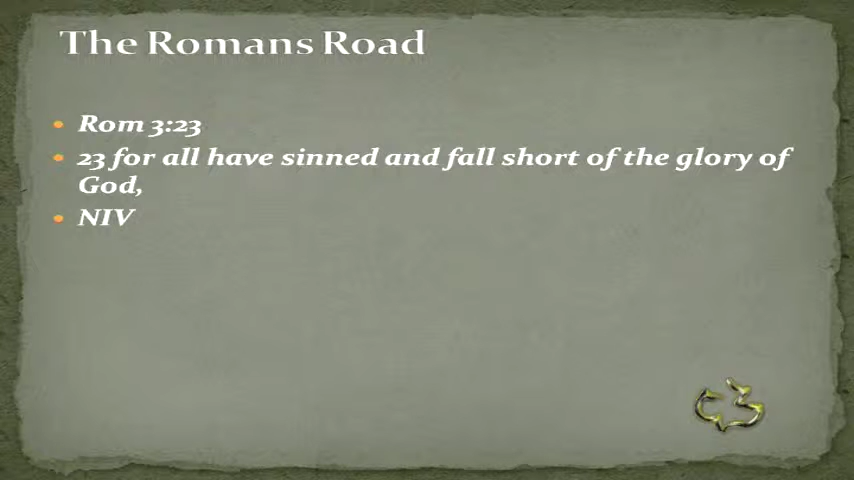 The Romans Road
Rom 3:23
23 for all have sinned and fall short of the glory of
God,
NIV